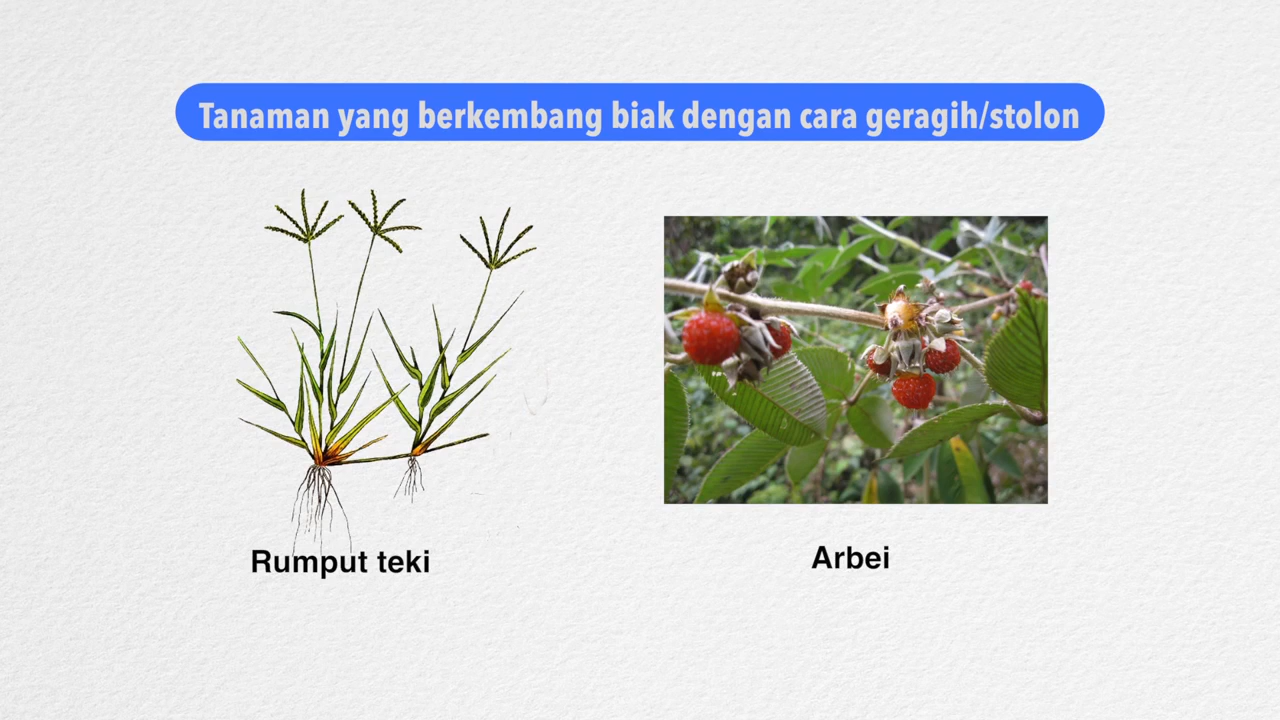 Tanaman yang berkembang biak dengan cara geragih/stolon
Rumput teki
Arbei